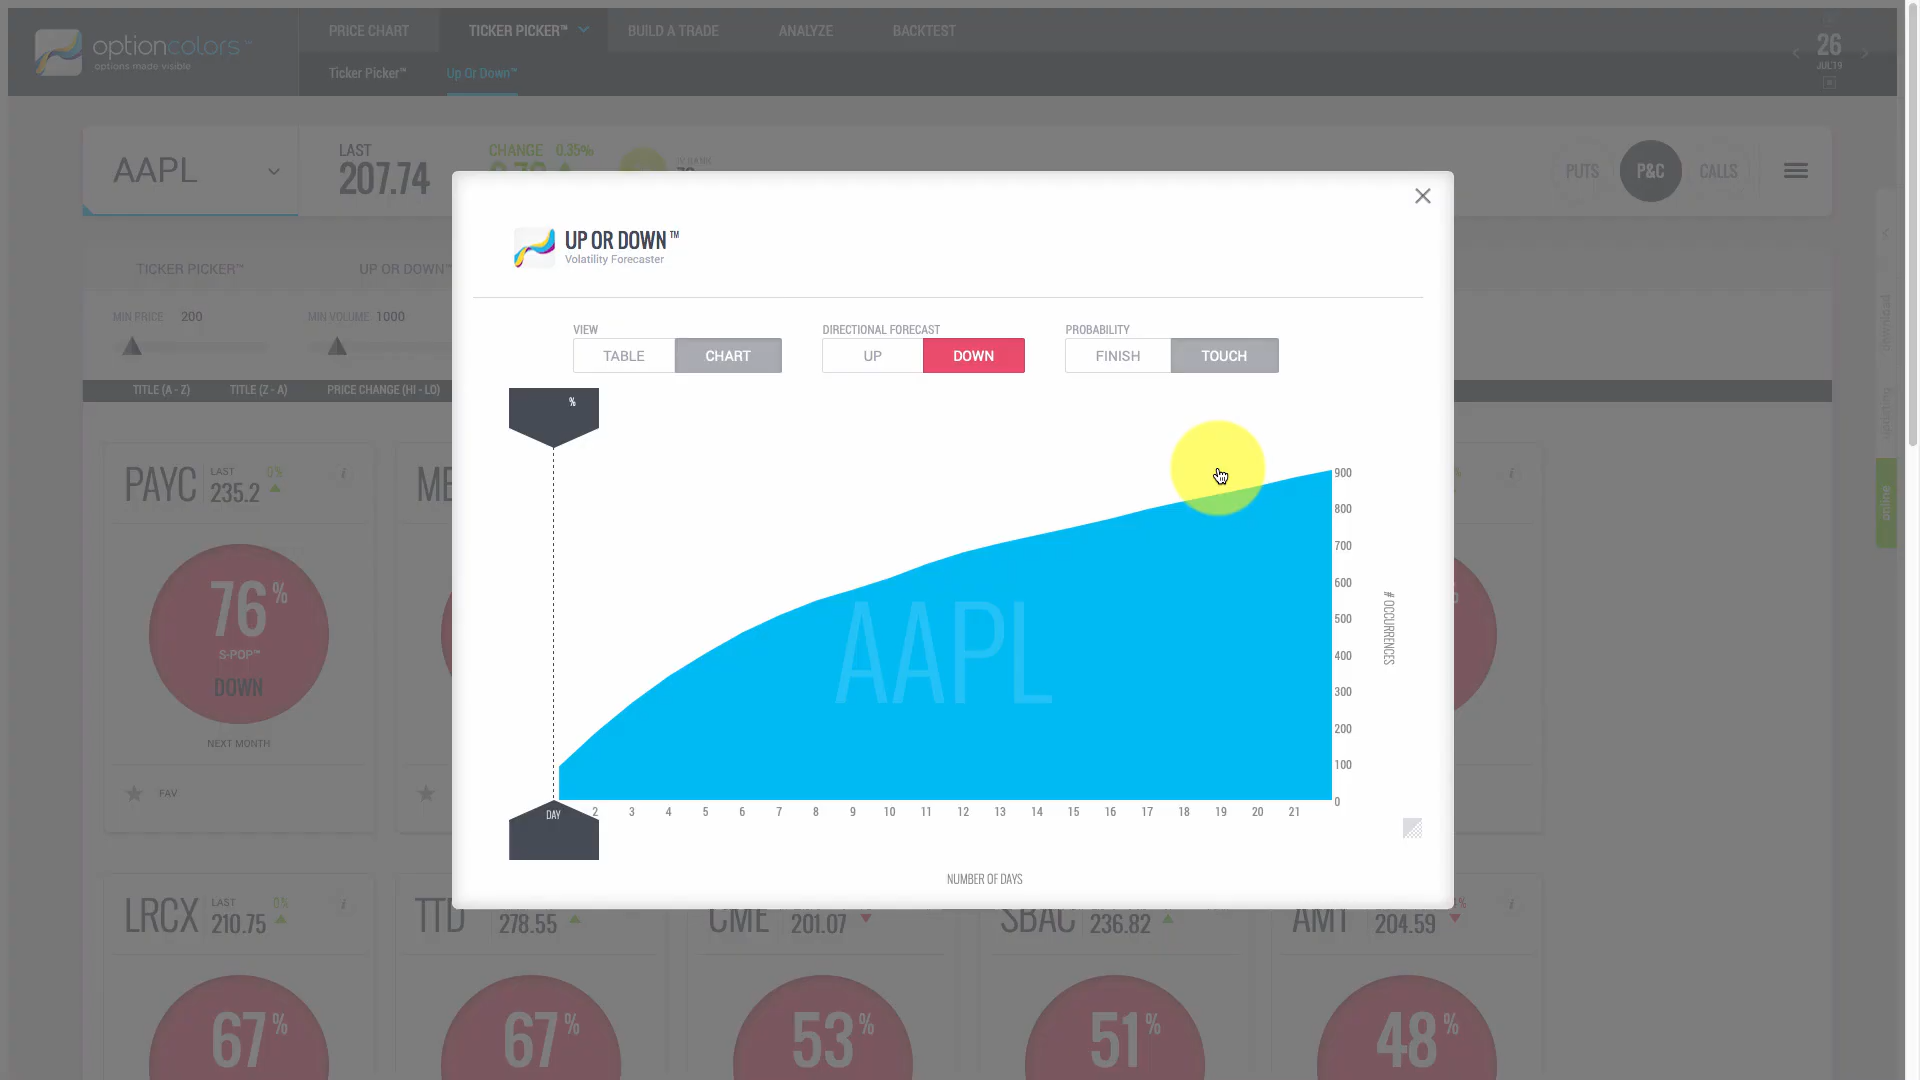 optioncolors™
options made visible
PRICE CHART
TICKER PICKER™
BUILD A TRADE
ANALYZE
BACKTEST
Ticker Picker™
Up Or Down™
26
JUL'19
AAPL
LAST
207.74
CHANGE 0.35%
PUTS
P&C
CALLS
UP OR DOWN™
Volatility Forecaster
TICKER PICKER™
UP OR DOWN™
MIN PRICE 200
MIN VOLUME 1000
TITLE (A - Z)
TITLE (Z - A)
PRICE CHANGE (HI - LO)
VIEW
TABLE
CHART
DIRECTIONAL FORECAST
UP
DOWN
PROBABILITY
FINISH
TOUCH
%
AAPL
900
800
700
600
500
400
300
200
100
0
# OCCURRENCES
DAY
2 3 4 5 6 7 8 9 10 11 12 13 14 15 16 17 18 19 20 21
NUMBER OF DAYS
download
updating
online
PAYC
LAST
0%
235.2
i
76%
S-POP™
DOWN
NEXT MONTH
FAV
LRCX
LAST
0%
210.75
i
67%
TTD
278.55
67%
CME
201.07
53%
SBAC
236.82
51%
AMT
204.59
i
48%